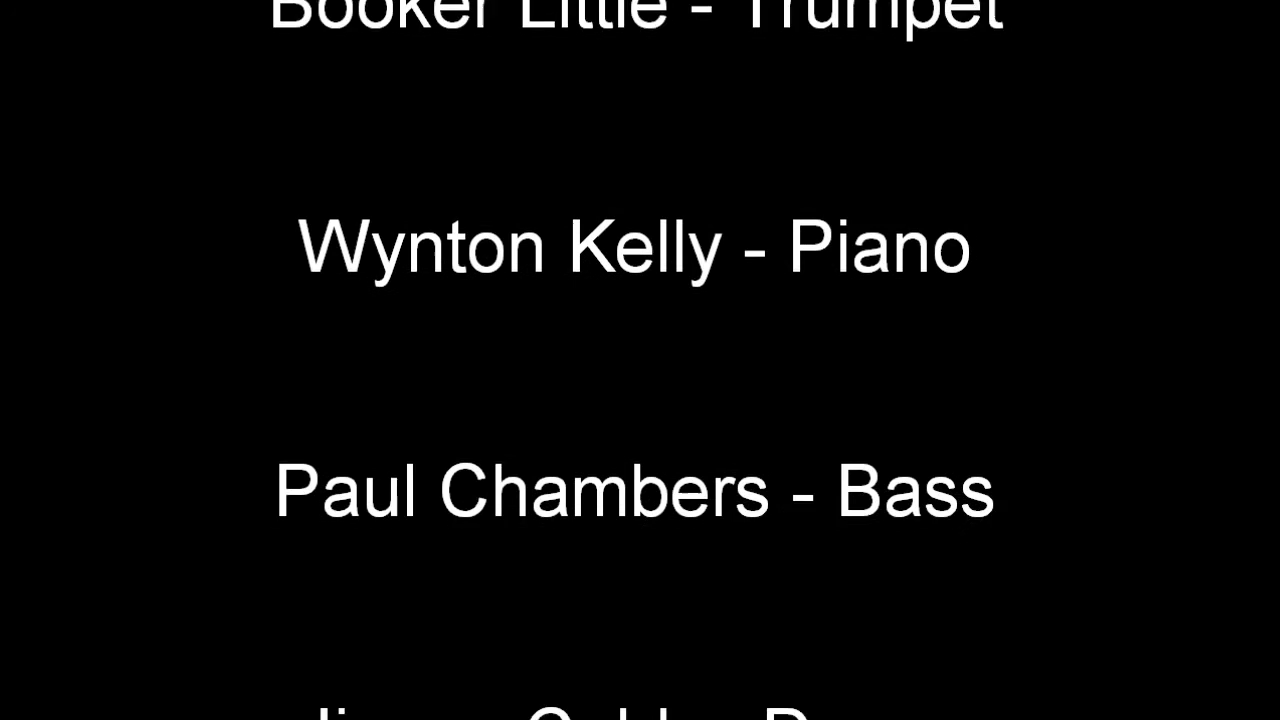 Booker Little - Trumpet
Wynton Kelly - Piano
Paul Chambers - Bass